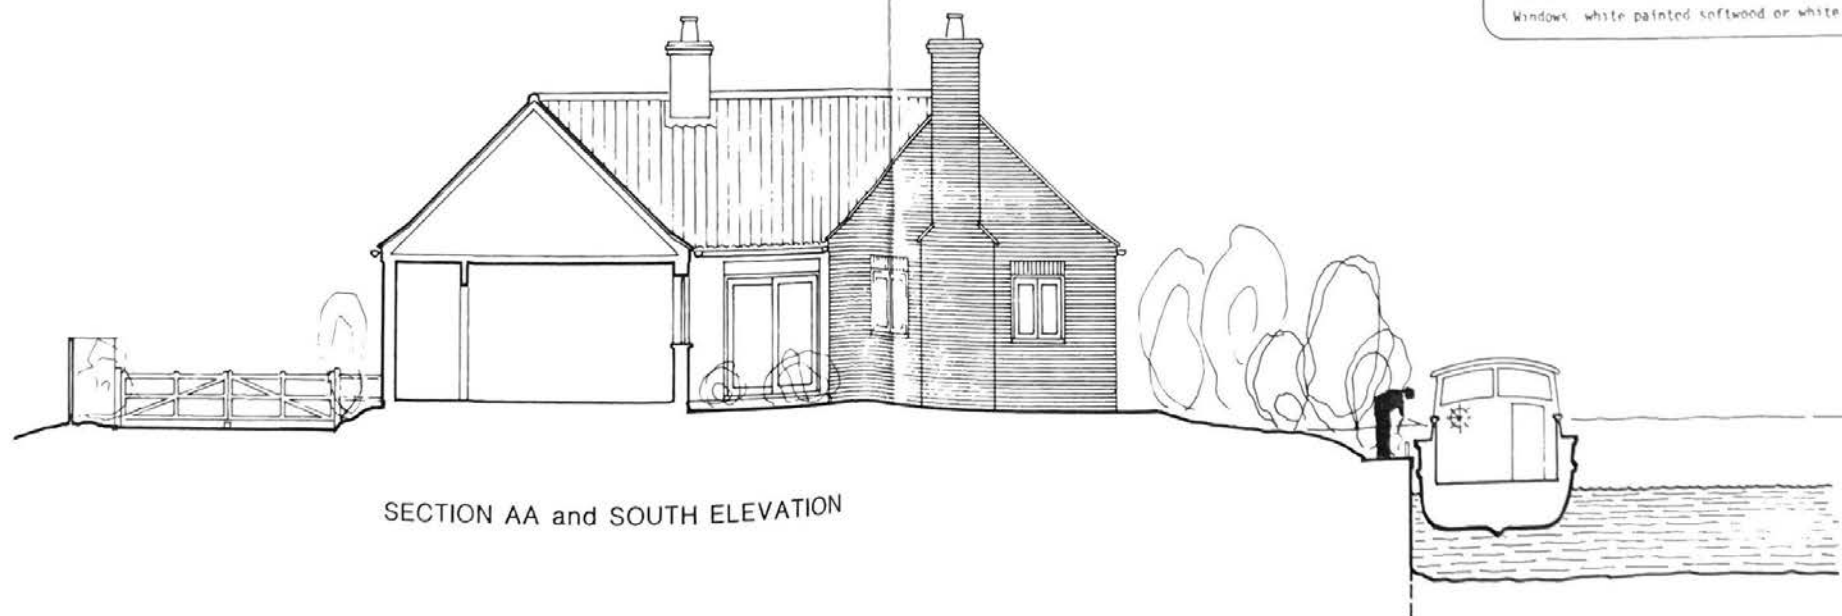 Windows white painted softwood or white
SECTION AA and SOUTH ELEVATION